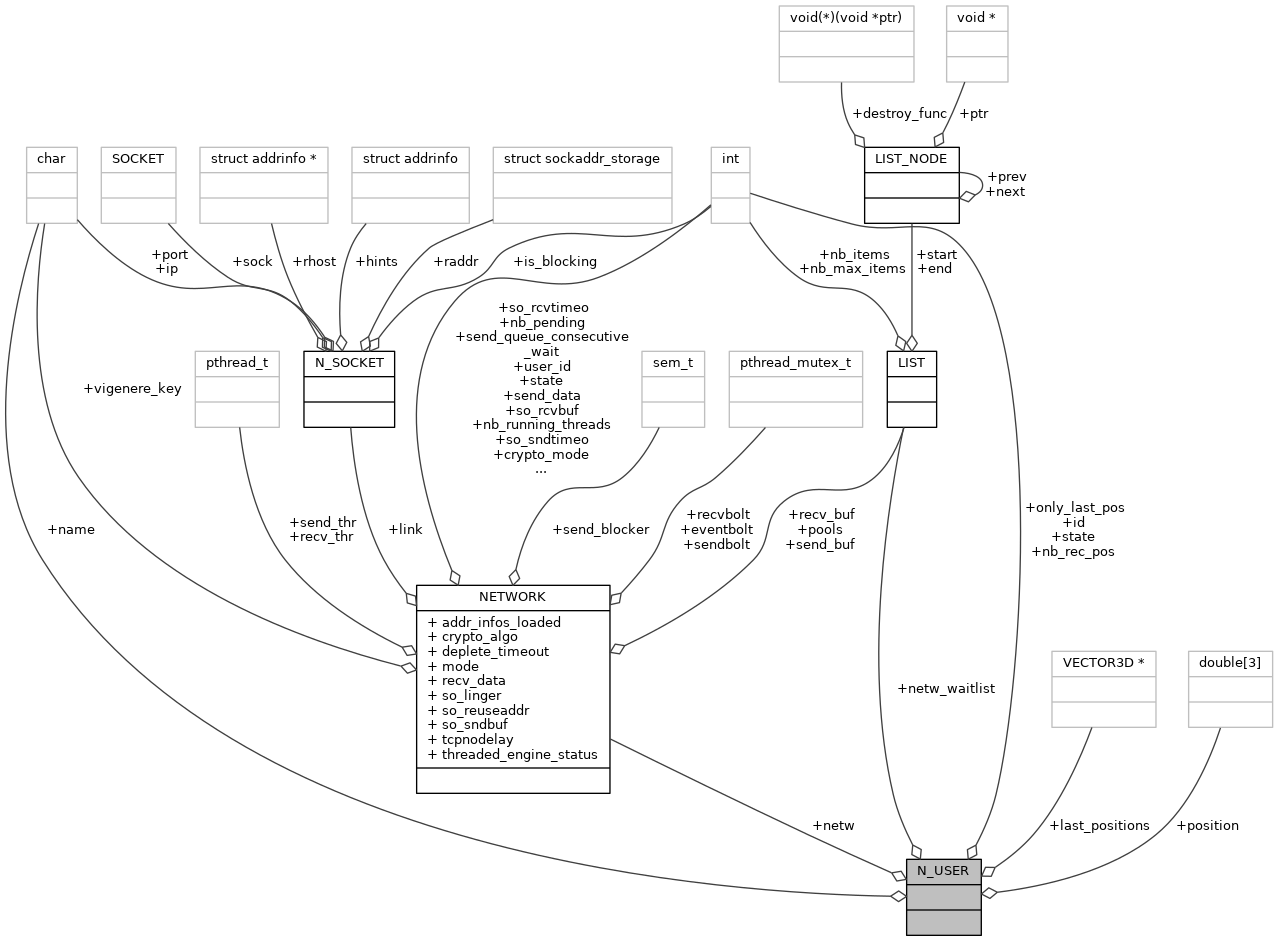 void(*)(void *ptr)
void *
+destroy_func
+ptr
char
SOCKET
struct addrinfo *
struct addrinfo
struct sockaddr_storage
int
LIST_NODE
+prev
+next
+port
+ip
+sock
+rhost
+hints
+raddr
+is_blocking
+nb_items
+nb_max_items
+start
+end
+so_rcvtimeo
+nb_pending
+send_queue_consecutive
_wait
+user_id
+state
+send_data
+so_rcvbuf
+nb_running_threads
+so_sndtimeo
+crypto_mode
...
pthread_t
N_SOCKET
sem_t
pthread_mutex_t
LIST
+vigenere_key
+name
+send_thr
+recv_thr
+link
+send_blocker
+recvbolt
+eventbolt
+sendbolt
+recv_buf
+pools
+send_buf
+only_last_pos
+id
+state
+nb_rec_pos
NETWORK
+ addr_infos_loaded
+ crypto_algo
+ deplete_timeout
+ mode
+ recv_data
+ so_linger
+ so_reuseaddr
+ so_sndbuf
+ tcpnodelay
+ threaded_engine_status
+netw_waitlist
VECTOR3D *
double[3]
+netw
+last_positions
+position
N_USER